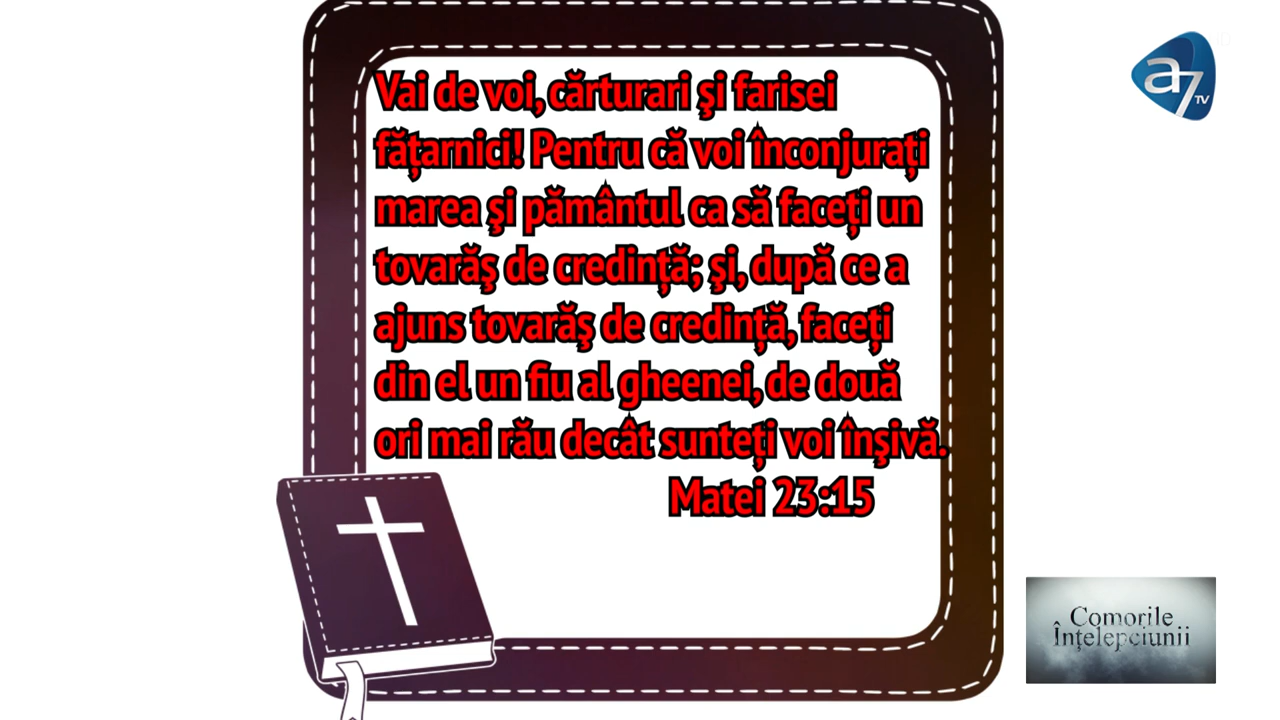 Vai de voi, cărturari şi farisei
făţarnici! Pentru că voi înconjuraţi
marea şi pământul ca să faceţi un
tovarăş de credinţă; şi, după ce a
ajuns tovarăş de credinţă, faceţi
din el un fiu al gheenei, de două
ori mai rău decât sunteţi voi înşivă.
Matei 23:15
a7 TV
Comorile
Înţelepciunii